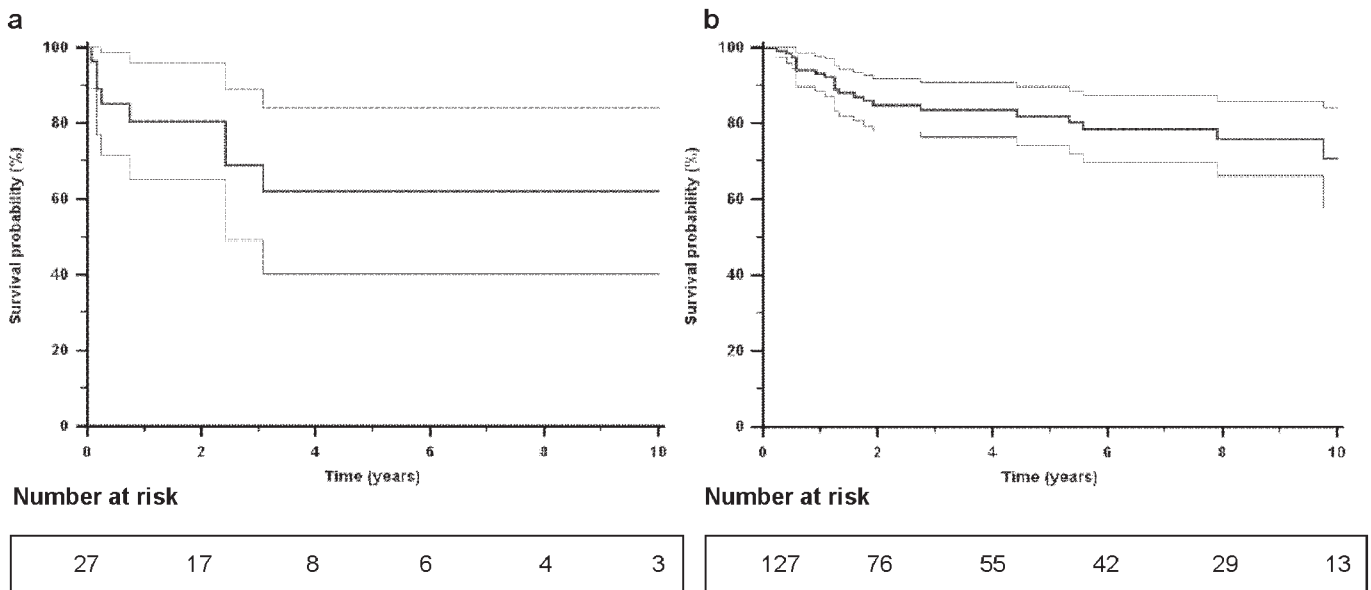 a
100
80
60
40
20
0
Survival probability (%)
0 2 4 6 8 10
Time (years)
Number at risk
27 17 8 6 4 3
b
100
80
60
40
20
0
Survival probability (%)
0 2 4 6 8 10
Time (years)
Number at risk
127 76 55 42 29 13